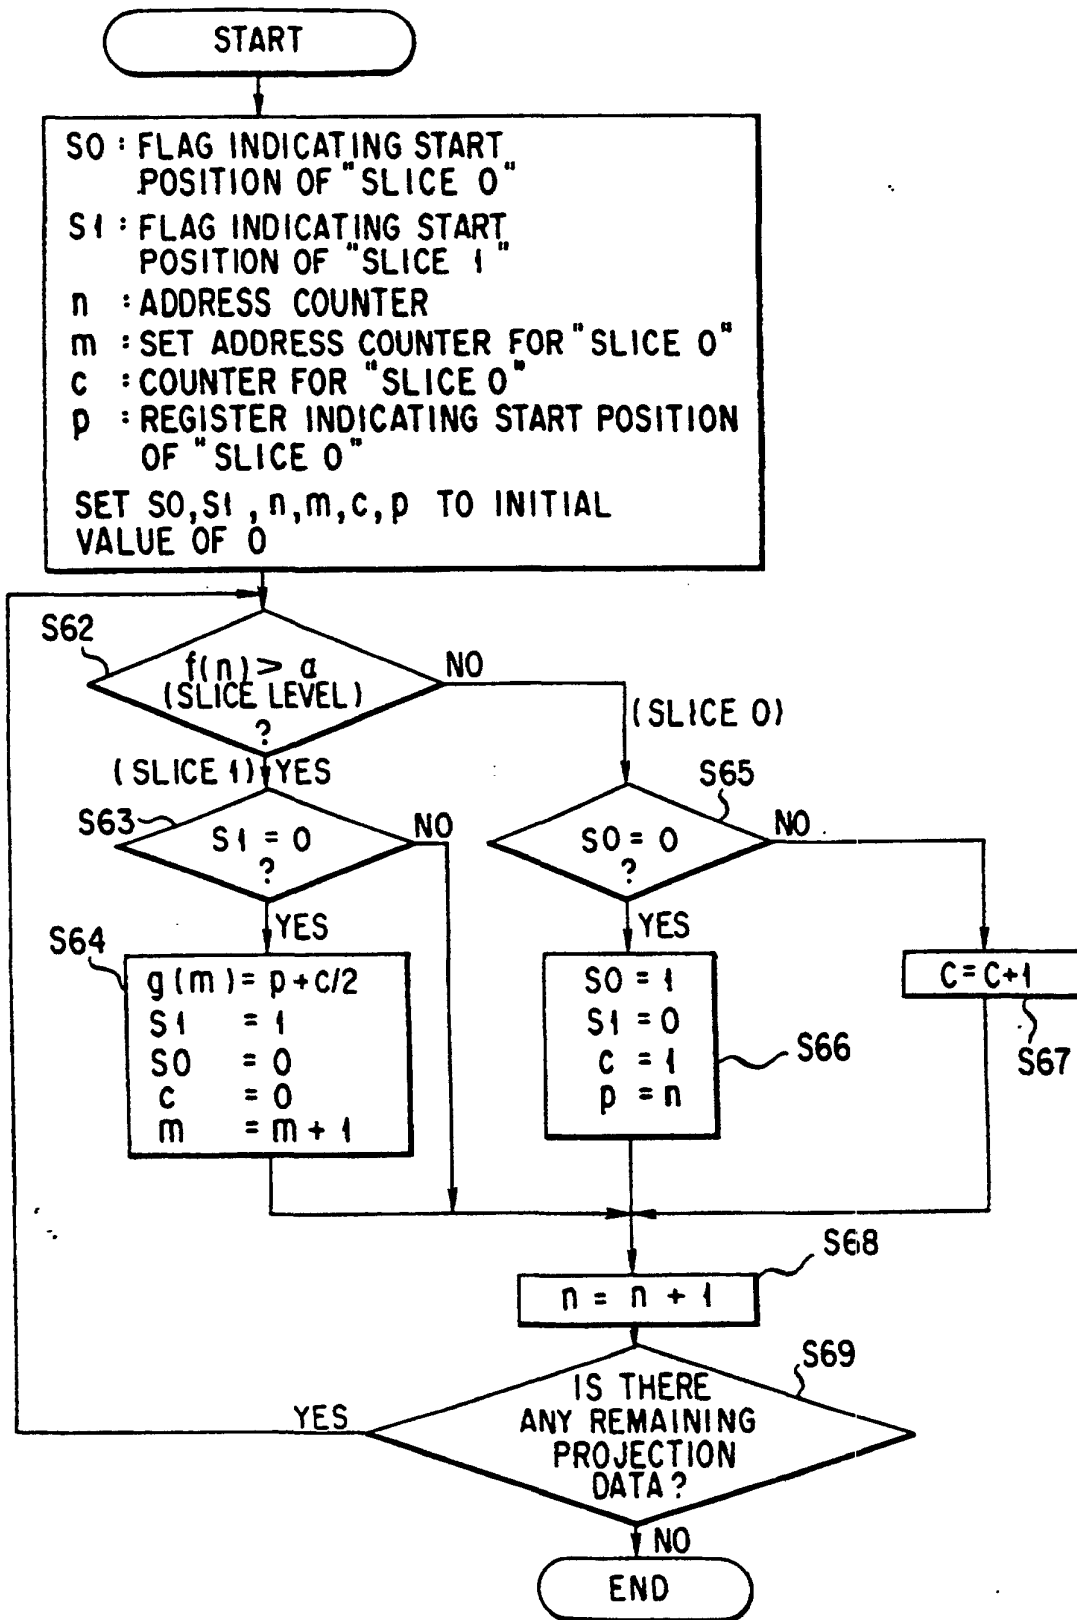 START
S0 : FLAG INDICATING START
POSITION OF "SLICE 0"
S1 : FLAG INDICATING START
POSITION OF "SLICE 1"
n : ADDRESS COUNTER
m : SET ADDRESS COUNTER FOR "SLICE 0"
c : COUNTER FOR "SLICE 0"
p : REGISTER INDICATING START POSITION
OF "SLICE 0"
SET S0, S1, n, m, c, p TO INITIAL
VALUE OF 0
S62
f(n) > α
(SLICE LEVEL)
?
NO
(SLICE 0)
(SLICE 1) YES
S63
S1 = 0
?
NO
S65
S0 = 0
?
NO
YES
S64
g(m) = p + c/2
S1 = 1
S0 = 0
c = 0
m = m + 1
YES
S0 = 1
S1 = 0
c = 1
p = n
S66
C = C+1
S67
S68
n = n + 1
S69
IS THERE
ANY REMAINING
PROJECTION
DATA ?
YES
NO
END